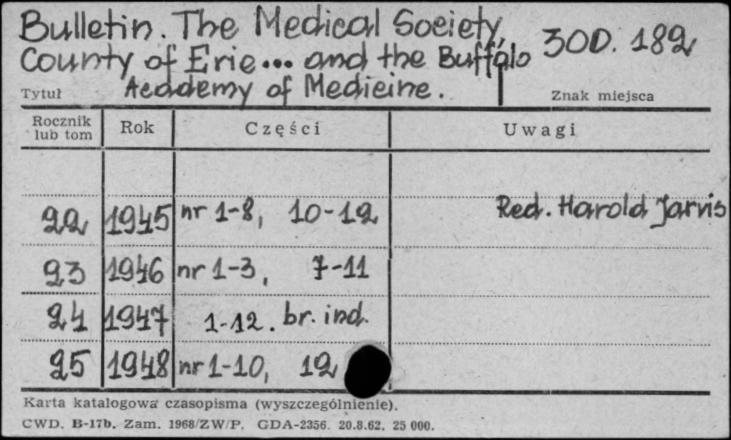 Bulletin. The Medical Society,
County of Erie... and the Buffalo 30D. 182
Tytuł Academy of Medicine. Znak miejsca
Rocznik lub tom Rok Części Uwagi
22 1945 nr 1-8, 10-12 Red. Harold Jarvis
23 1946 nr 1-3, 7-11
24 1947 1-12. br. ind.
25 1948 nr 1-10, 12
Karta katalogowa czasopisma (wyszczególnienie).
CWD. B-17b. Zam. 1968/ZW/P. GDA-2356. 20.8.62. 25 000.